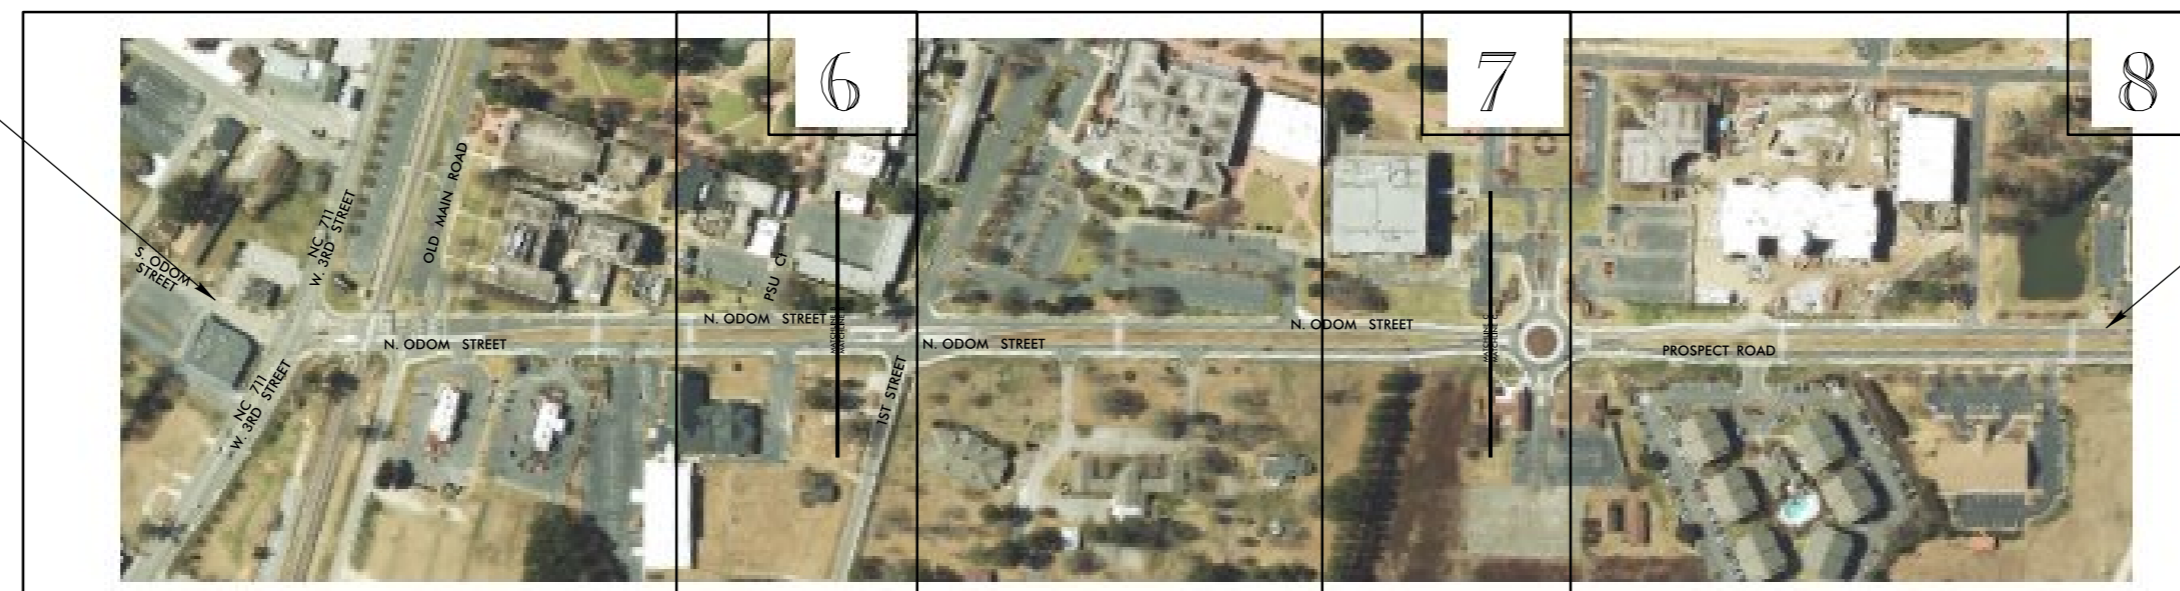 6
7
8
S. ODOM
STREET
NC 711
W. 3RD STREET
OLD MAIN ROAD
NC 711
W. 3RD STREET
N. ODOM STREET
PSU CI
N. ODOM STREET
1ST STREET
N. ODOM STREET
N. ODOM STREET
PROSPECT ROAD